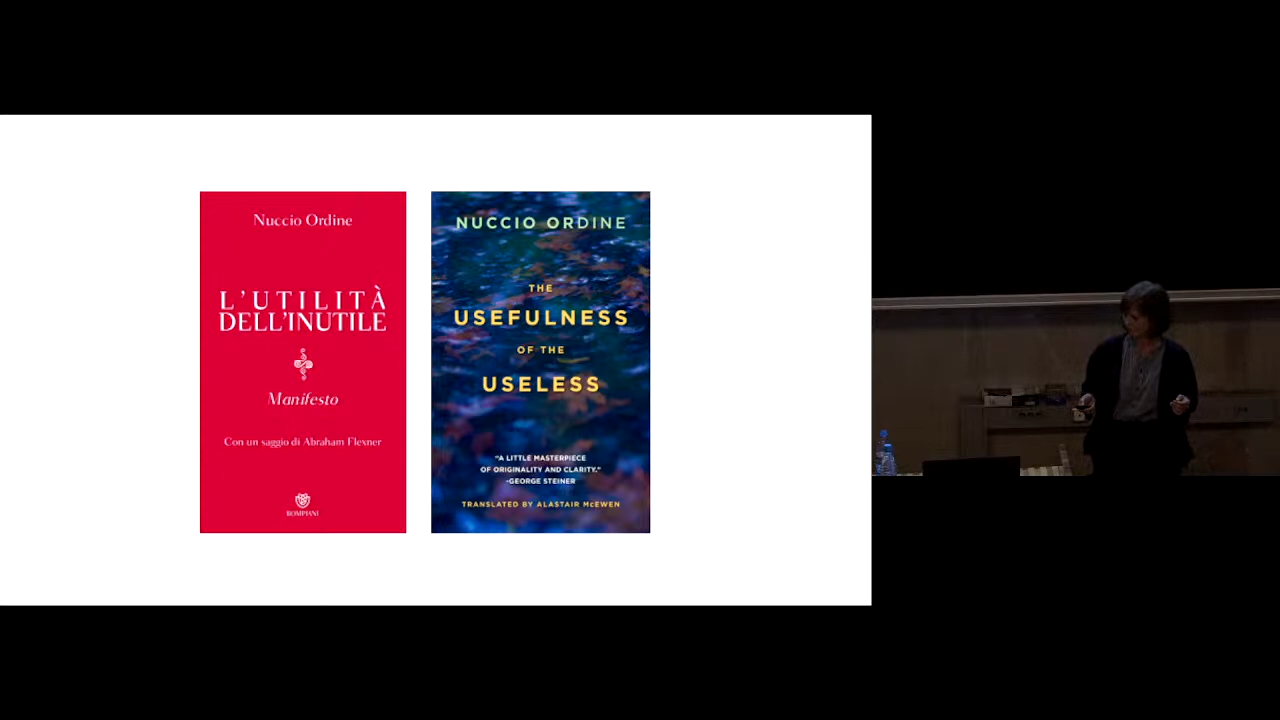 Nuccio Ordine
L'UTILITÀ
DELL'INUTILE
Manifesto
Con un saggio di Abraham Flexner
BOMPIANI
NUCCIO ORDINE
THE
USEFULNESS
OF THE
USELESS
"A LITTLE MASTERPIECE
OF ORIGINALITY AND CLARITY."
-GEORGE STEINER
TRANSLATED BY ALASTAIR McEWEN